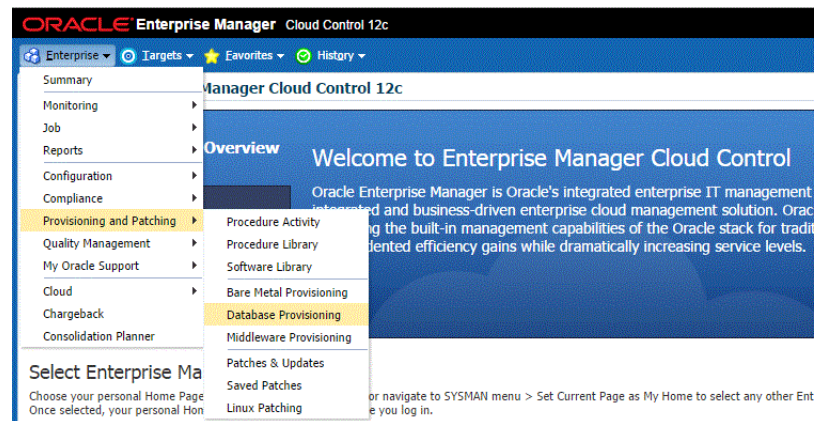 ORACLE Enterprise Manager Cloud Control 12c
Enterprise Targets Favorites History
Manager Cloud Control 12c
Summary
Monitoring
Job
Reports
Configuration
Compliance
Provisioning and Patching
Quality Management
My Oracle Support
Cloud
Chargeback
Consolidation Planner
Procedure Activity
Procedure Library
Software Library
Bare Metal Provisioning
Database Provisioning
Middleware Provisioning
Patches & Updates
Saved Patches
Linux Patching
Overview
Welcome to Enterprise Manager Cloud Control
Oracle Enterprise Manager is Oracle's integrated enterprise IT management
integrated and business-driven enterprise cloud management solution. Orac
ng the built-in management capabilities of the Oracle stack for tradit
dented efficiency gains while dramatically increasing service levels.
Select Enterprise Ma
Choose your personal Home Page or navigate to SYSMAN menu > Set Current Page as My Home to select any other Ent
Once selected, your personal Hom e you log in.